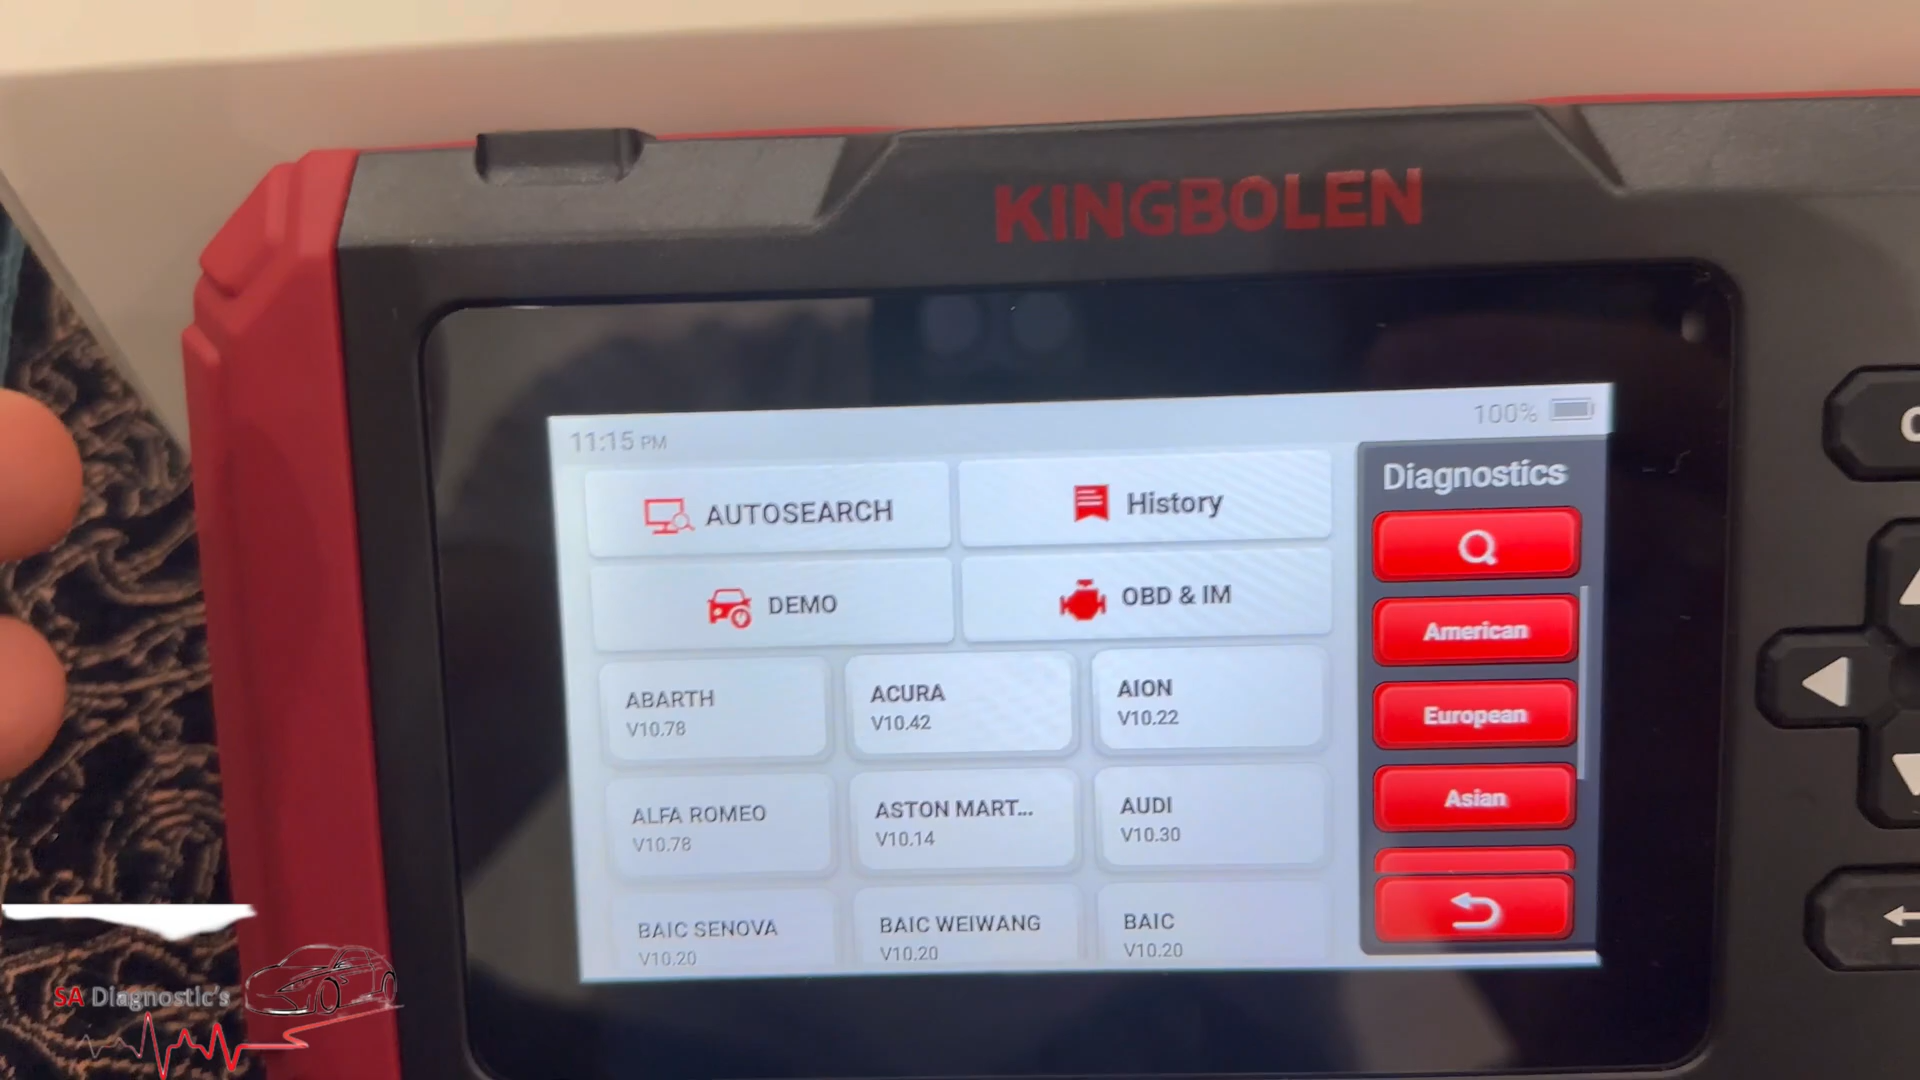 KINGBOLEN
11:15 PM
100%
AUTOSEARCH
History
DEMO
OBD & IM
ABARTH
V10.78
ACURA
V10.42
AION
V10.22
ALFA ROMEO
V10.78
ASTON MART...
V10.14
AUDI
V10.30
BAIC SENOVA
V10.20
BAIC WEIWANG
V10.20
BAIC
V10.20
Diagnostics
American
European
Asian
SA Diagnostic's